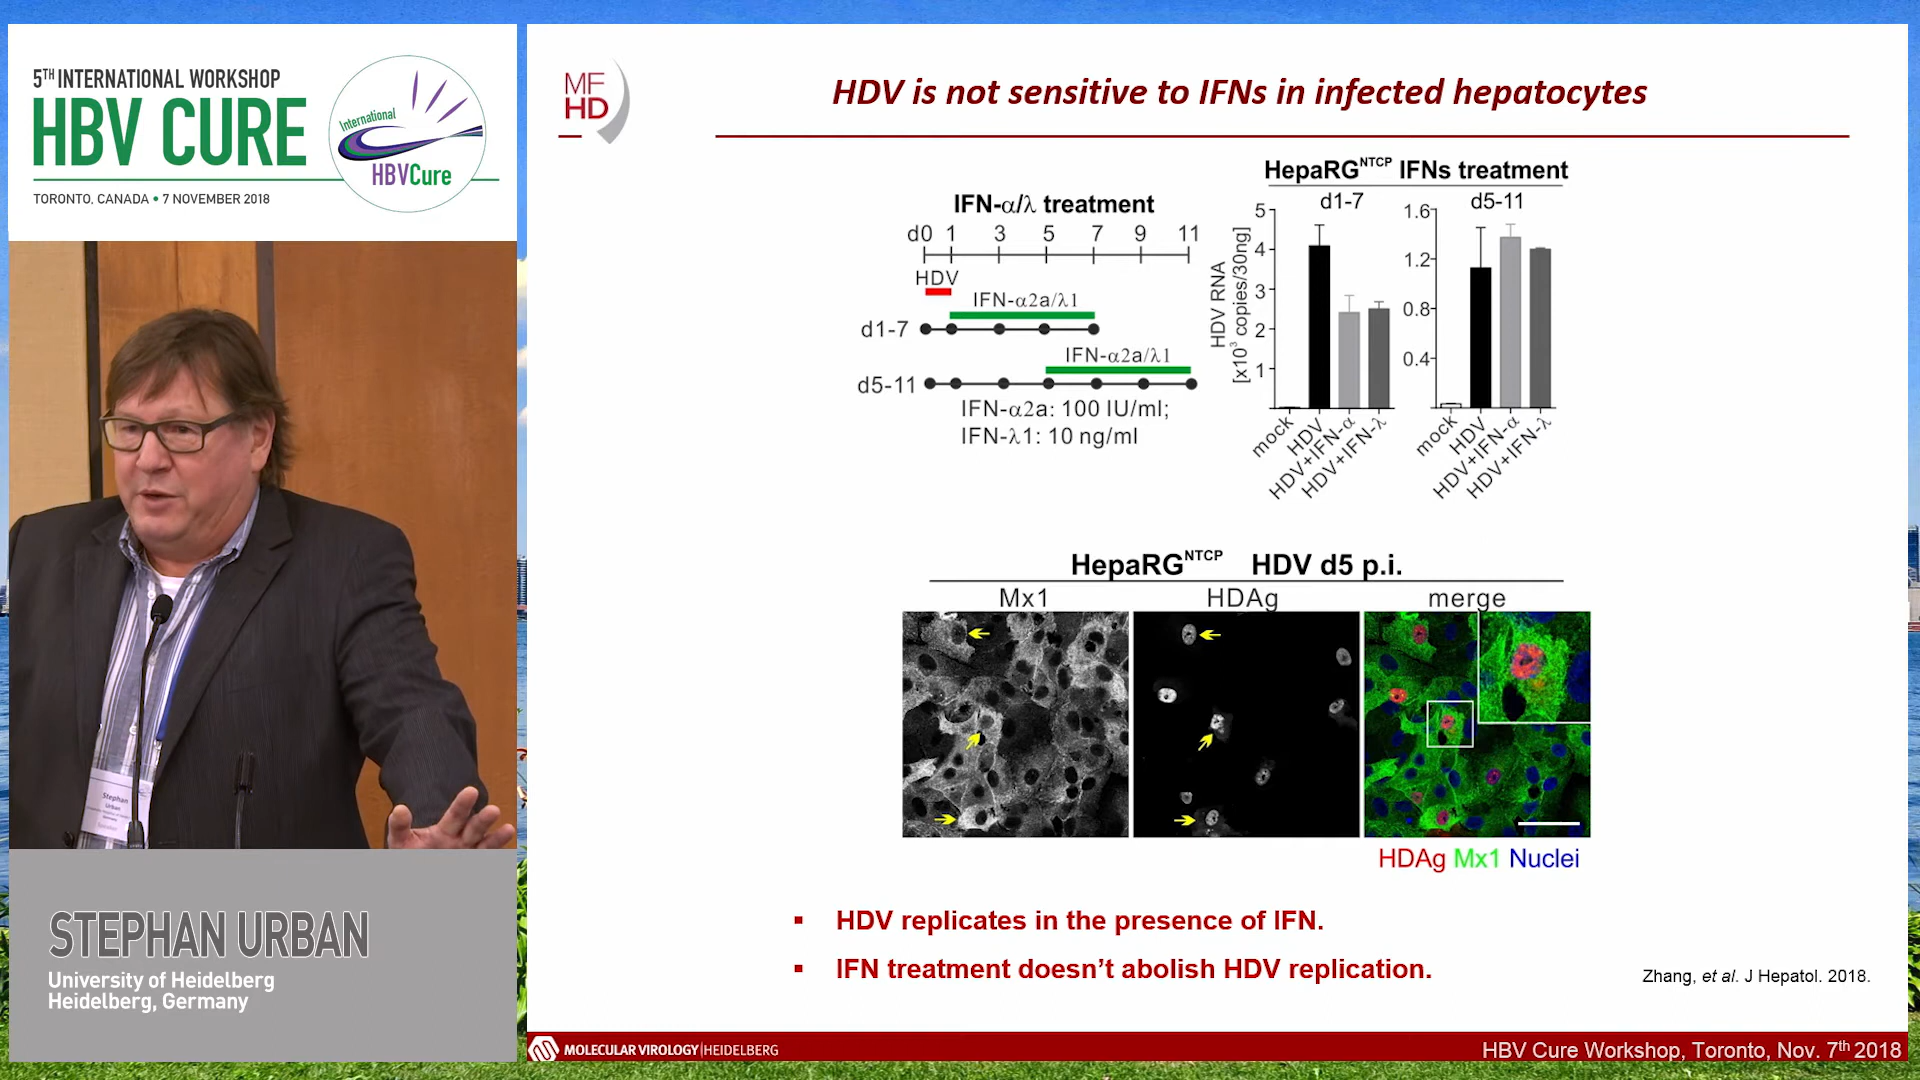 5TH INTERNATIONAL WORKSHOP
HBV CURE
TORONTO, CANADA • 7 NOVEMBER 2018
International
HBVCure
Stephan
Urban
STEPHAN URBAN
University of Heidelberg
Heidelberg, Germany
MF
HD
HDV is not sensitive to IFNs in infected hepatocytes
IFN-α/λ treatment
d0 1 3 5 7 9 11
HDV
IFN-α2a/λ1
d1-7
IFN-α2a/λ1
d5-11
IFN-α2a: 100 IU/ml;
IFN-λ1: 10 ng/ml
HepaRGNTCP IFNs treatment
d1-7
d5-11
HDV RNA
[x10³ copies/30ng]
5
4
3
2
1
mock
HDV
HDV+IFN-α
HDV+IFN-λ
1.6
1.2
0.8
0.4
mock
HDV
HDV+IFN-α
HDV+IFN-λ
HepaRGNTCP HDV d5 p.i.
Mx1 HDAg merge
HDAg Mx1 Nuclei
▪ HDV replicates in the presence of IFN.
▪ IFN treatment doesn't abolish HDV replication.
Zhang, et al. J Hepatol. 2018.
MOLECULAR VIROLOGY|HEIDELBERG
HBV Cure Workshop, Toronto, Nov. 7th 2018